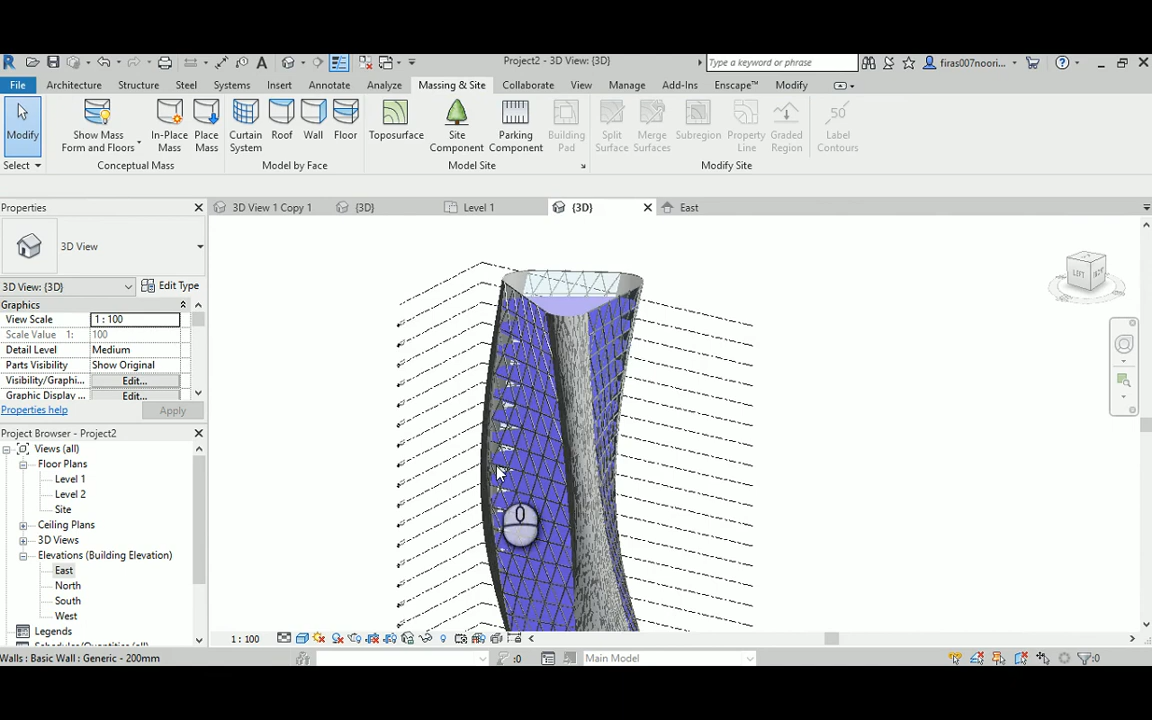 Project2 - 3D View: {3D}
Type a keyword or phrase
firas007noori...
File
Architecture
Structure
Steel
Systems
Insert
Annotate
Analyze
Massing & Site
Collaborate
View
Manage
Add-Ins
Enscape™
Modify
Modify
Show Mass
Form and Floors
In-Place
Mass
Place
Mass
Curtain
System
Roof
Wall
Floor
Toposurface
Site
Component
Parking
Component
Building
Pad
Split
Surface
Merge
Surfaces
Subregion
Property
Line
Graded
Region
50
Label
Contours
Select
Conceptual Mass
Model by Face
Model Site
Modify Site
Properties
3D View 1 Copy 1
{3D}
Level 1
{3D}
East
3D View
3D View: {3D}
Edit Type
Graphics
View Scale
1 : 100
Scale Value 1:
100
Detail Level
Medium
Parts Visibility
Show Original
Visibility/Graphi...
Edit...
Graphic Display ...
Edit...
Properties help
Apply
Project Browser - Project2
Views (all)
Floor Plans
Level 1
Level 2
Site
Ceiling Plans
3D Views
Elevations (Building Elevation)
East
North
South
West
Legends
LEFT
0
1 : 100
Walls : Basic Wall : Generic - 200mm
:0
Main Model
:0